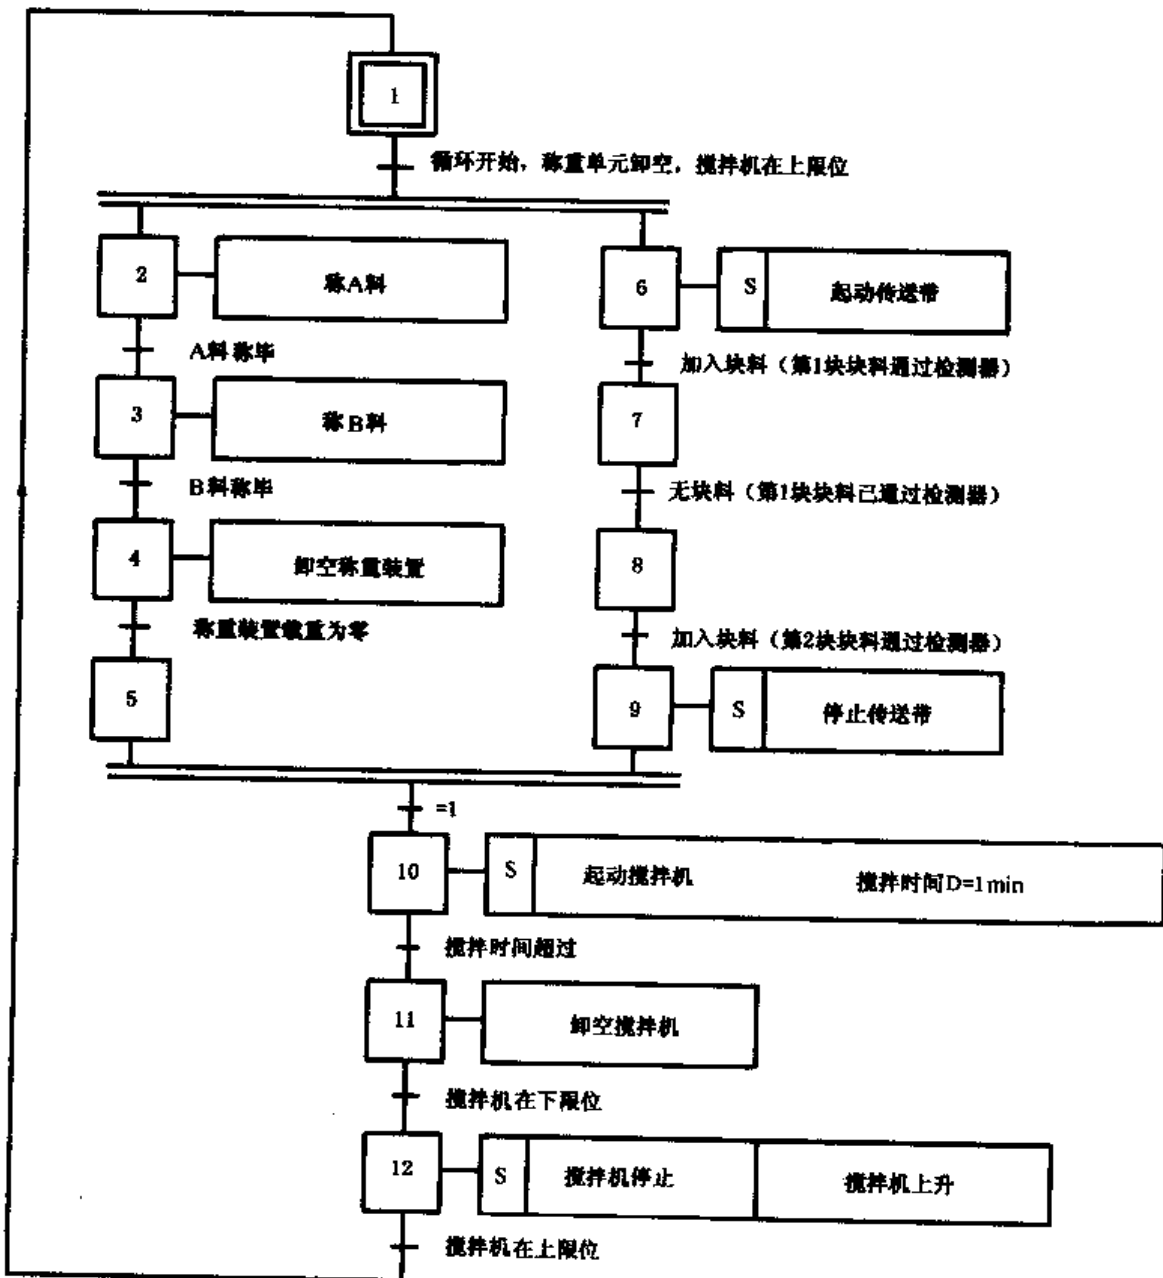 1
循环开始，称重单元卸空，搅拌机在上限位
2
称A料
6
S
起动传送带
A料称毕
加入块料（第1块块料通过检测器）
3
称B料
7
B料称毕
无块料（第1块块料已通过检测器）
4
卸空称重装置
8
称重装置载重为零
加入块料（第2块块料通过检测器）
5
9
S
停止传送带
=1
10
S
起动搅拌机
搅拌时间D=1min
搅拌时间超过
11
卸空搅拌机
搅拌机在下限位
12
S
搅拌机停止
搅拌机上升
搅拌机在上限位